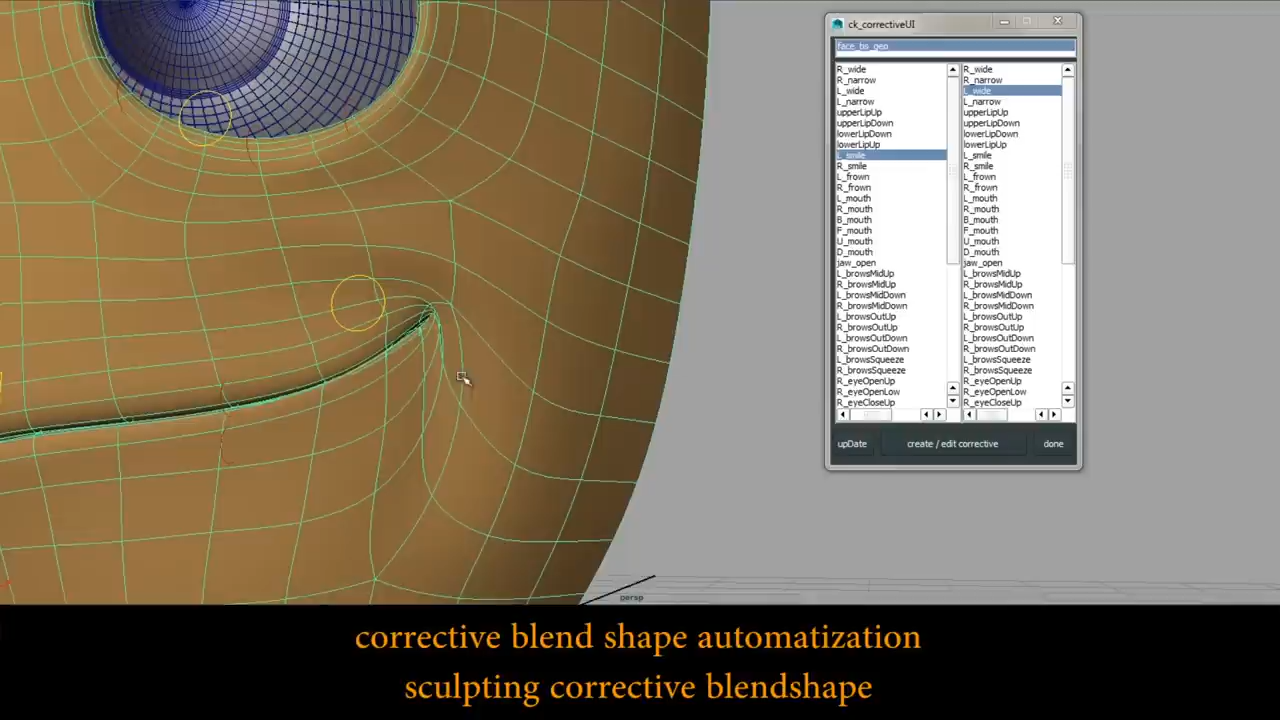 ck_correctiveUI
face_bs_geo
R_wide
R_narrow
L_wide
L_narrow
upperLipUp
upperLipDown
lowerLipDown
lowerLipUp
L_smile
R_smile
L_frown
R_frown
L_mouth
R_mouth
B_mouth
F_mouth
U_mouth
D_mouth
jaw_open
L_browsMidUp
R_browsMidUp
L_browsMidDown
R_browsMidDown
L_browsOutUp
R_browsOutUp
L_browsOutDown
R_browsOutDown
L_browsSqueeze
R_browsSqueeze
R_eyeOpenUp
R_eyeOpenLow
R_eyeCloseUp
R_wide
R_narrow
L_wide
L_narrow
upperLipUp
upperLipDown
lowerLipDown
lowerLipUp
L_smile
R_smile
L_frown
R_frown
L_mouth
R_mouth
B_mouth
F_mouth
U_mouth
D_mouth
jaw_open
L_browsMidUp
R_browsMidUp
L_browsMidDown
R_browsMidDown
L_browsOutUp
R_browsOutUp
L_browsOutDown
R_browsOutDown
L_browsSqueeze
R_browsSqueeze
R_eyeOpenUp
R_eyeOpenLow
R_eyeCloseUp
upDate create / edit corrective done
persp
corrective blend shape automatization
sculpting corrective blendshape